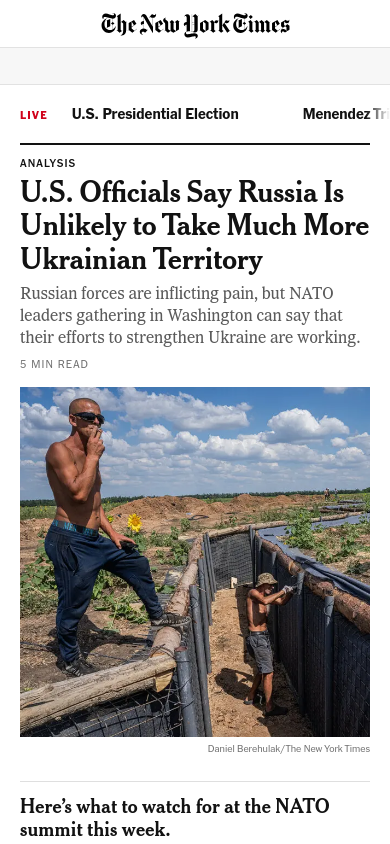 The New York Times
LIVE U.S. Presidential Election Menendez Tri
ANALYSIS
U.S. Officials Say Russia Is
Unlikely to Take Much More
Ukrainian Territory
Russian forces are inflicting pain, but NATO
leaders gathering in Washington can say that
their efforts to strengthen Ukraine are working.
5 MIN READ
Daniel Berehulak/The New York Times
Here’s what to watch for at the NATO
summit this week.